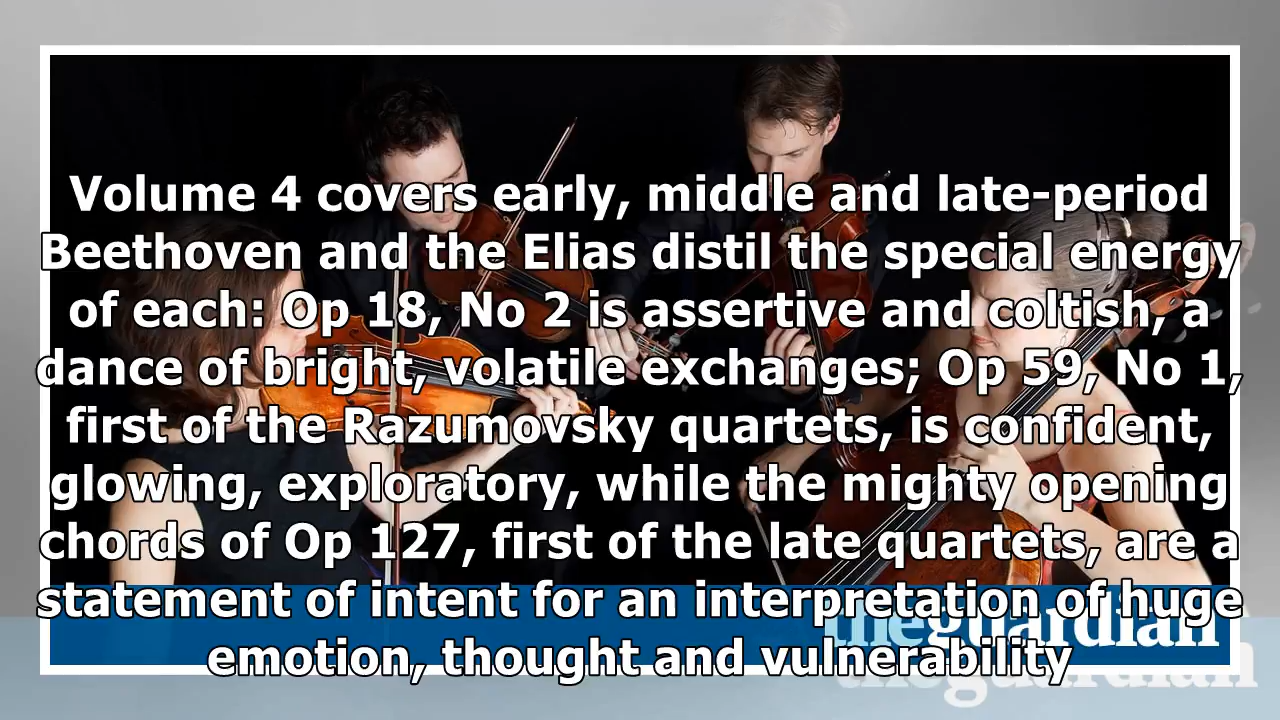 Volume 4 covers early, middle and late-period
Beethoven and the Elias distil the special energy
of each: Op 18, No 2 is assertive and coltish, a
dance of bright, volatile exchanges; Op 59, No 1,
first of the Razumovsky quartets, is confident,
glowing, exploratory, while the mighty opening
chords of Op 127, first of the late quartets, are a
statement of intent for an interpretation of huge
emotion, thought and vulnerability
theguardian
theguardian